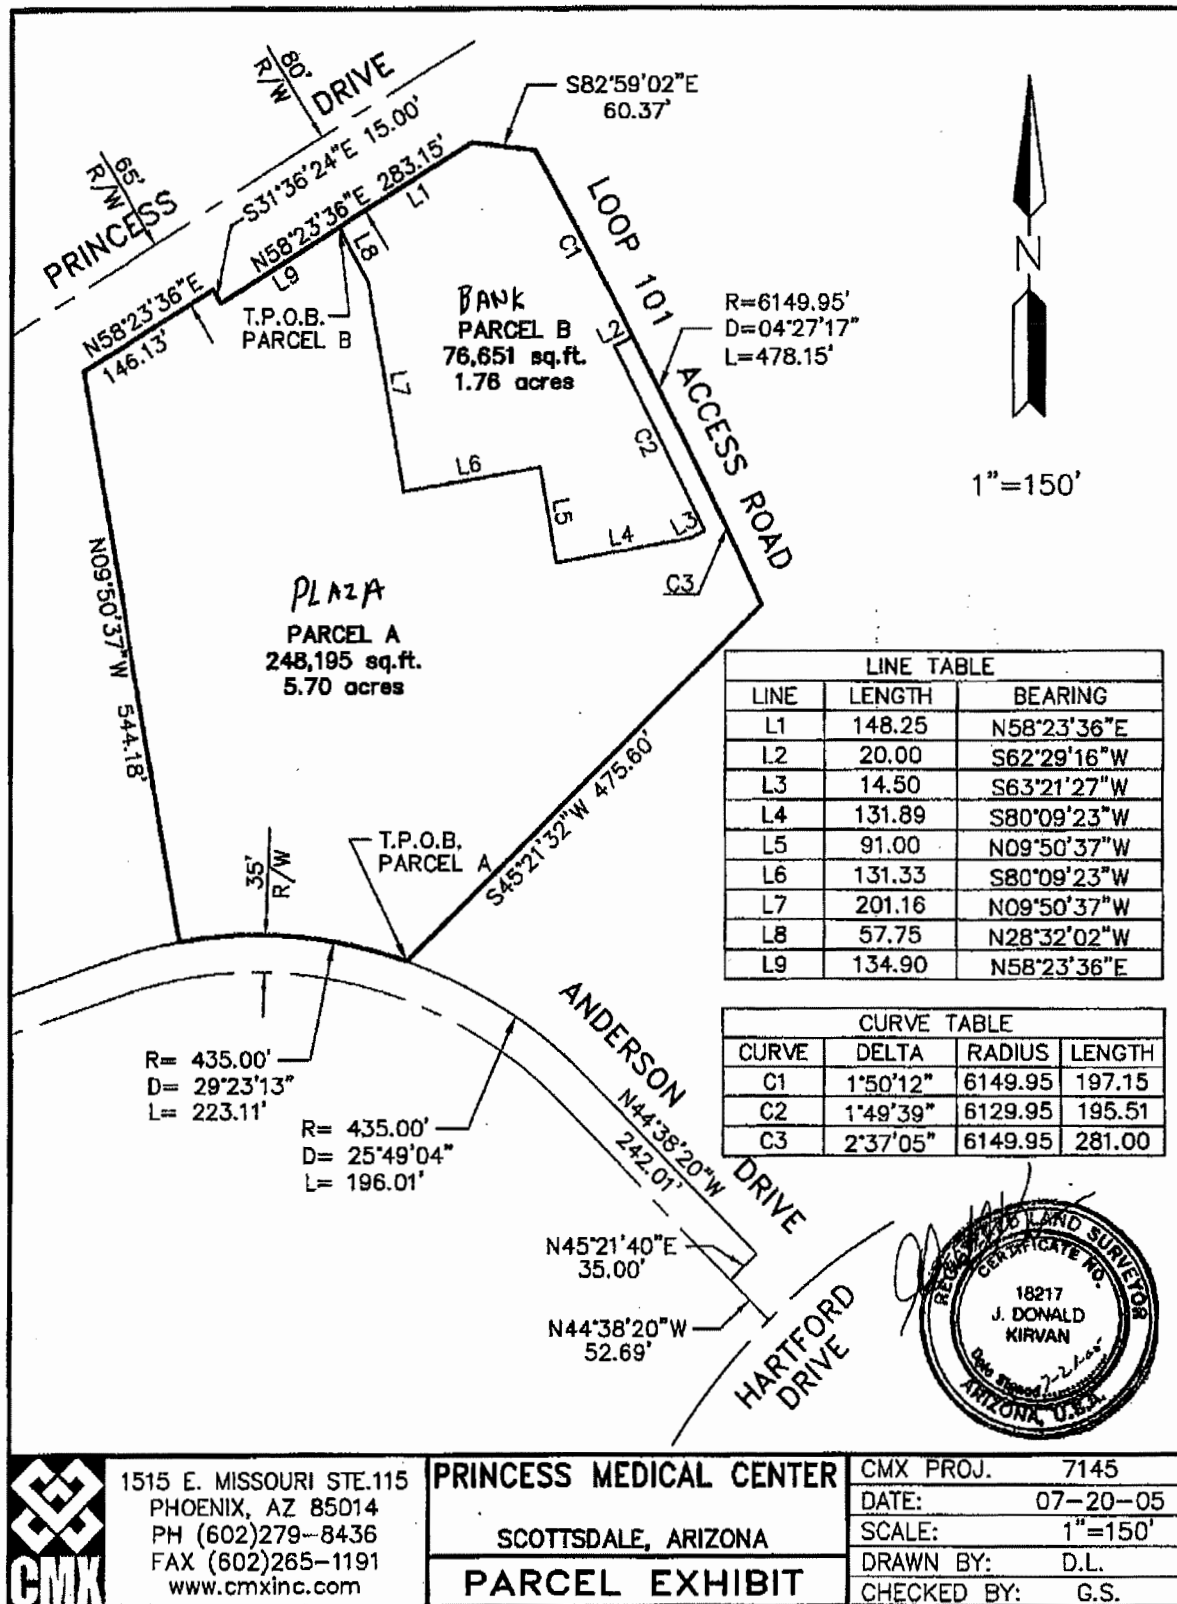 80'
R/W
DRIVE
65'
R/W
PRINCESS
S31°36'24"E 15.00'
S82°59'02"E
60.37'
N58°23'36"E 283.15'
L1
L9
L8
N58°23'36"E
146.13'
T.P.O.B.
PARCEL B
LOOP 101
ACCESS ROAD
C1
BANK
PARCEL B
76,651 sq.ft.
1.76 acres
R=6149.95'
D=04°27'17"
L=478.15'
N
1"=150'
L2
L7
C2
L6
L5
L4
L3
C3
N09°50'37"W 544.18'
PLAZA
PARCEL A
248,195 sq.ft.
5.70 acres
S45°21'32"W 475.60'
T.P.O.B.
PARCEL A
35'
R/W
LINE TABLE
LINE LENGTH BEARING
L1 148.25 N58°23'36"E
L2 20.00 S62°29'16"W
L3 14.50 S63°21'27"W
L4 131.89 S80°09'23"W
L5 91.00 N09°50'37"W
L6 131.33 S80°09'23"W
L7 201.16 N09°50'37"W
L8 57.75 N28°32'02"W
L9 134.90 N58°23'36"E
CURVE TABLE
CURVE DELTA RADIUS LENGTH
C1 1°50'12" 6149.95 197.15
C2 1°49'39" 6129.95 195.51
C3 2°37'05" 6149.95 281.00
R= 435.00'
D= 29°23'13"
L= 223.11'
R= 435.00'
D= 25°49'04"
L= 196.01'
ANDERSON
DRIVE
N44°38'20"W
242.01'
N45°21'40"E
35.00'
N44°38'20"W
52.69'
HARTFORD
DRIVE
REGISTERED LAND SURVEYOR
CERTIFICATE NO.
18217
J. DONALD
KIRVAN
Date Signed
ARIZONA, U.S.A.
CMX
1515 E. MISSOURI STE.115
PHOENIX, AZ 85014
PH (602)279-8436
FAX (602)265-1191
www.cmxinc.com
PRINCESS MEDICAL CENTER
SCOTTSDALE, ARIZONA
PARCEL EXHIBIT
CMX PROJ. 7145
DATE: 07-20-05
SCALE: 1"=150'
DRAWN BY: D.L.
CHECKED BY: G.S.